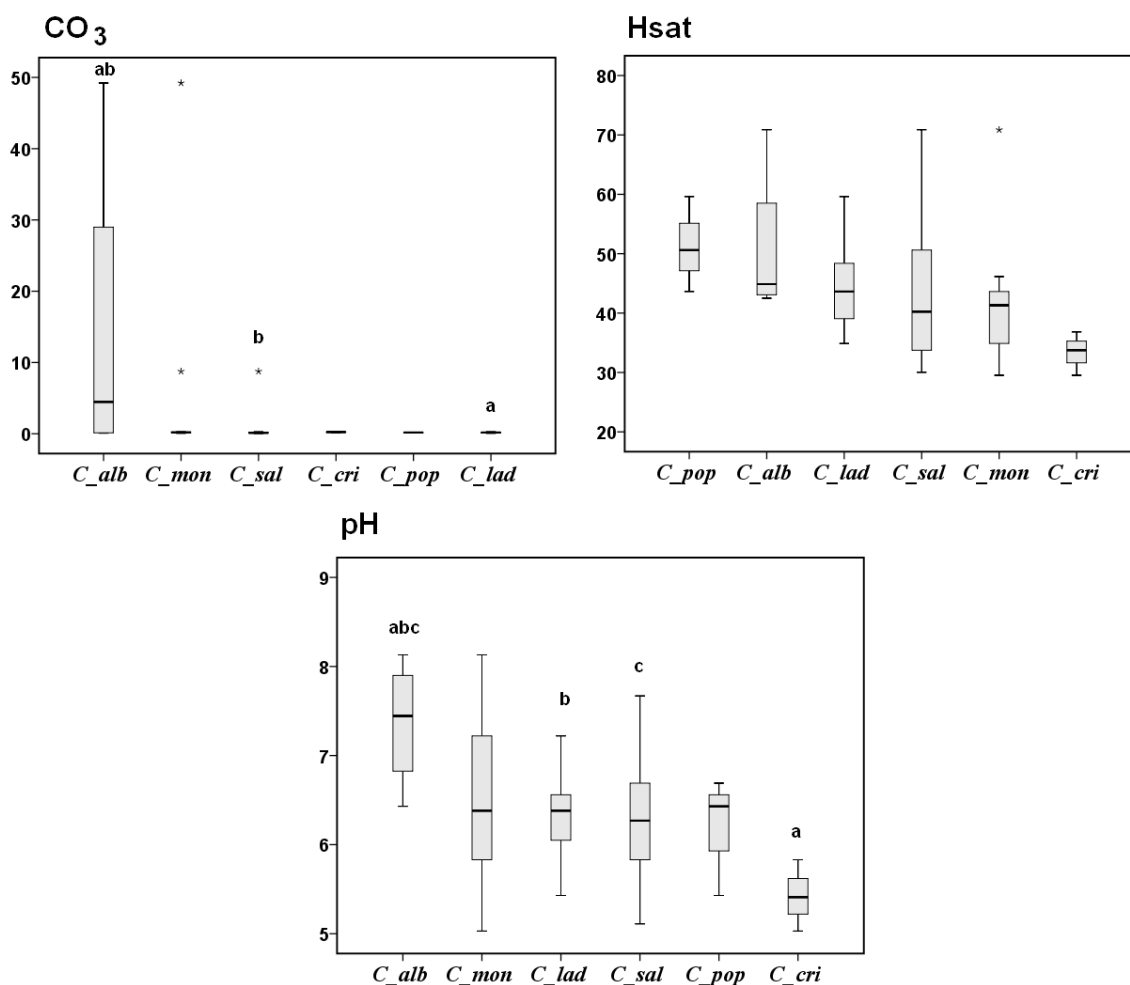 CO3
50
40
30
20
10
0
ab
*
*
b
*
a
C_alb C_mon C_sal C_cri C_pop C_lad
Hsat
80
70
60
50
40
30
20
*
C_pop C_alb C_lad C_sal C_mon C_cri
pH
9
8
7
6
5
abc
b
c
a
C_alb C_mon C_lad C_sal C_pop C_cri